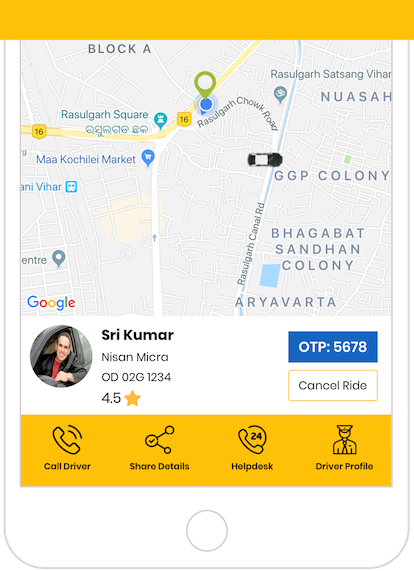 BLOCK A
Rasulgarh Satsang Vihar
NUASAH
Rasulgarh Square
ରସୁଲଗଡ ଛକ
16
Rasulgarh Chowk Road
16
Maa Kochilei Market
GGP COLONY
ani Vihar
Rasulgarh Canal Rd
BHAGABAT
SANDHAN
COLONY
entre
ARYAVARTA
Google
Sri Kumar
Nisan Micra
OD 02G 1234
4.5
OTP: 5678
Cancel Ride
24
Call Driver
Share Details
Helpdesk
Driver Profile